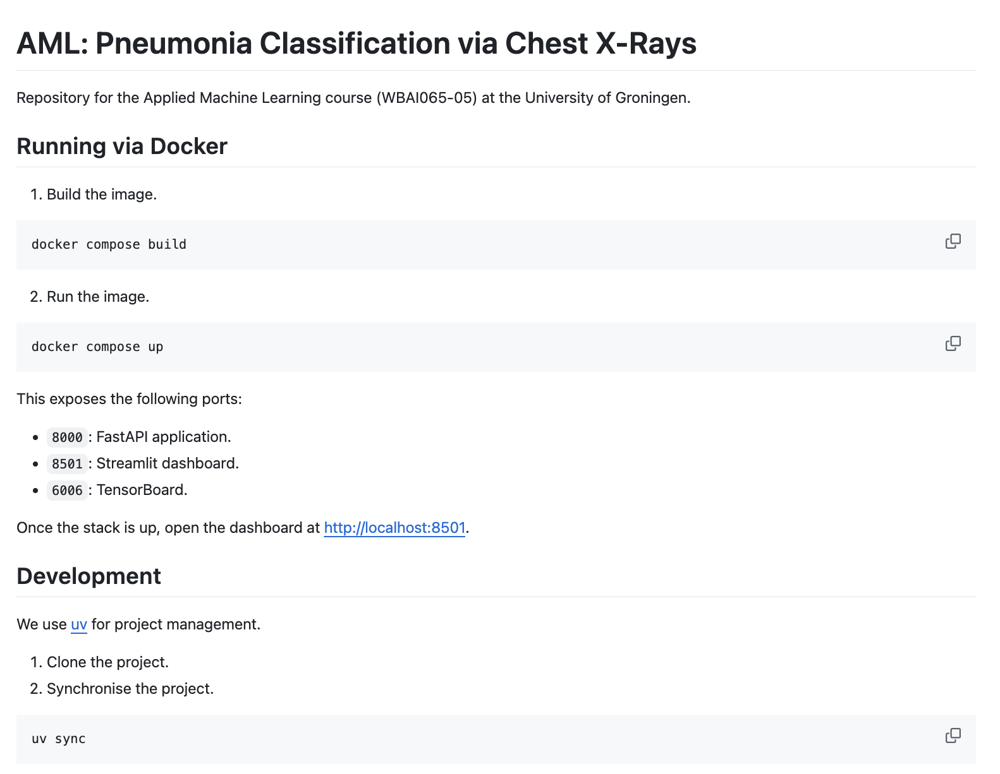 AML: Pneumonia Classification via Chest X-Rays
Repository for the Applied Machine Learning course (WBAI065-05) at the University of Groningen.
Running via Docker
1. Build the image.
docker compose build
2. Run the image.
docker compose up
This exposes the following ports:
• 8000: FastAPI application.
• 8501: Streamlit dashboard.
• 6006: TensorBoard.
Once the stack is up, open the dashboard at http://localhost:8501.
Development
We use uv for project management.
1. Clone the project.
2. Synchronise the project.
uv sync